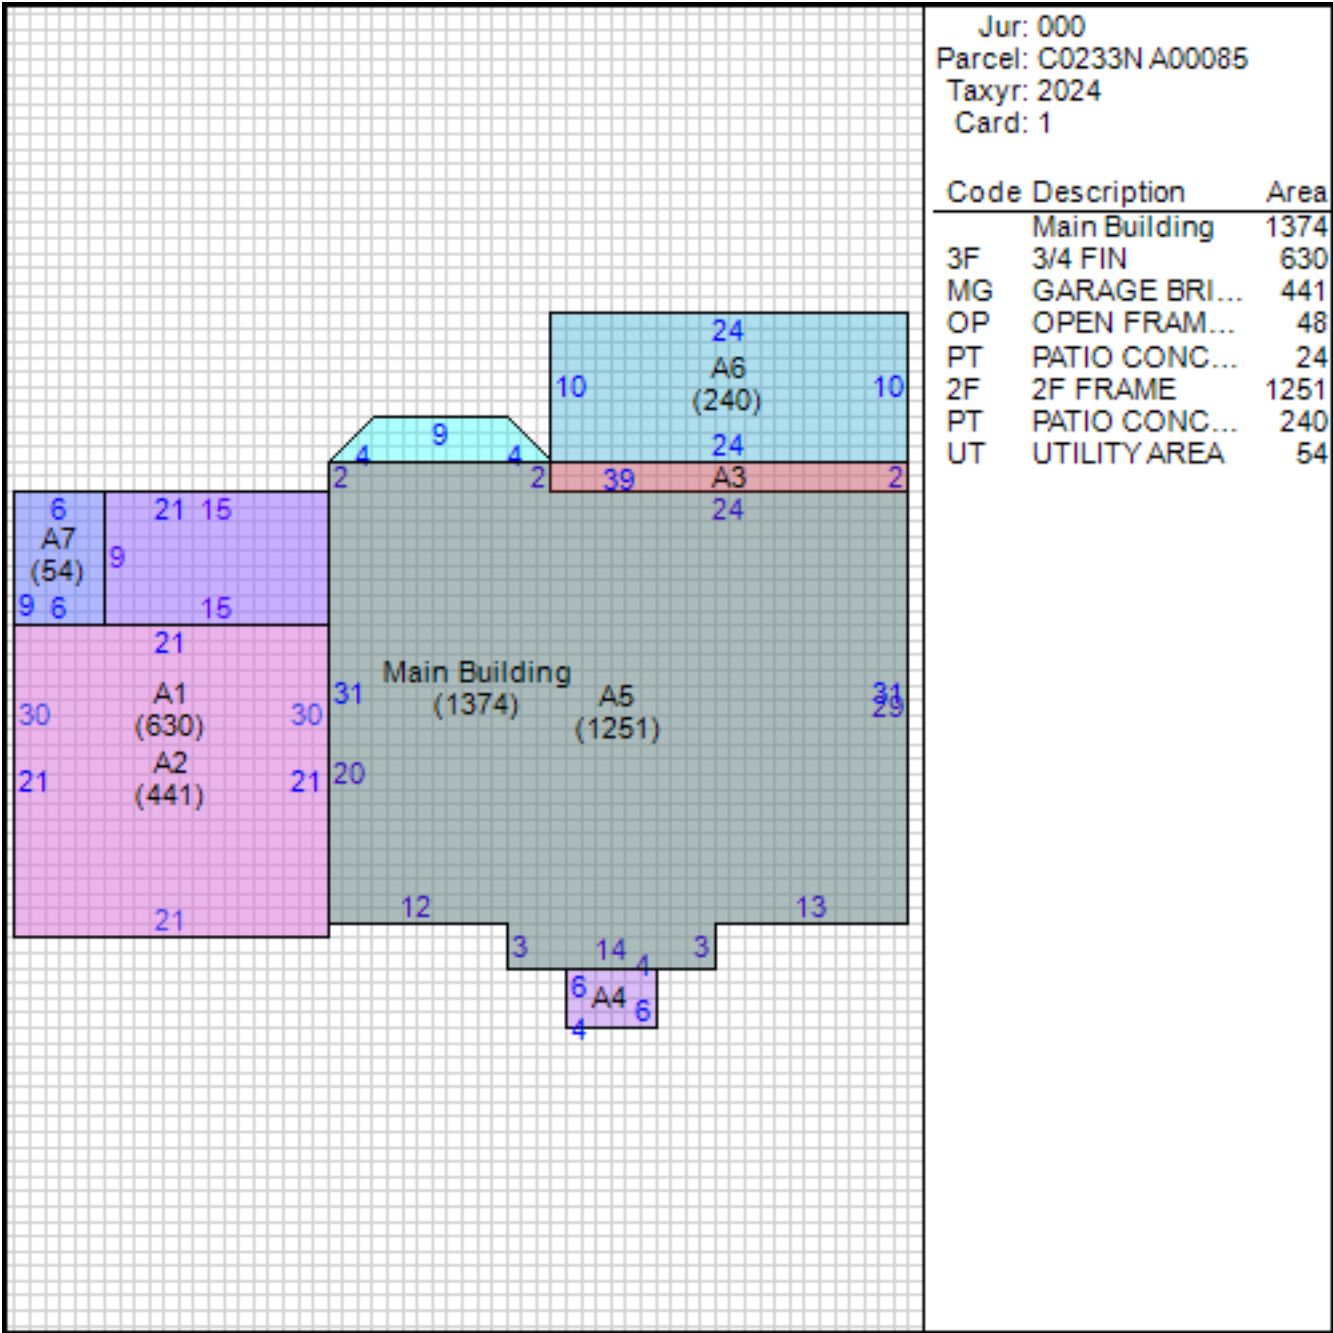 Jur: 000
Parcel: C0233N A00085
Taxyr: 2024
Card: 1
Code Description Area
Main Building 1374
3F 3/4 FIN 630
MG GARAGE BRI... 441
OP OPEN FRAM... 48
PT PATIO CONC... 24
2F 2F FRAME 1251
PT PATIO CONC... 240
UT UTILITY AREA 54
24
A6
10 10
(240)
9 24
4 4
2 2 39 A3 2
6 21 15 24
A7
9
(54)
9 6 15
21
Main Building
A1 31 A5 31
(1374)
30 (630) 30 (1251) 29
A2 20
21 21
(441)
12 13
21
3 14 3
4
6 A4
6
4